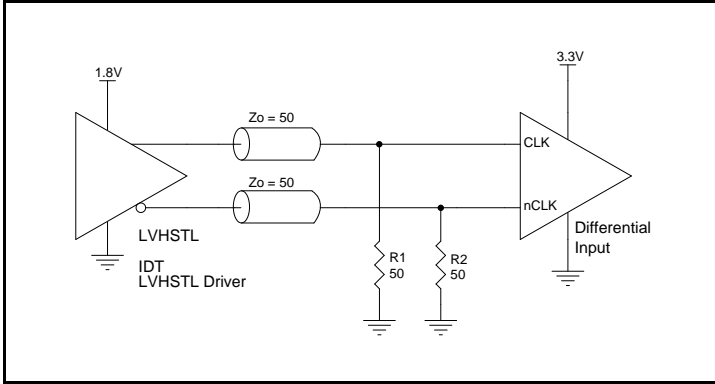 3.3V
1.8V
Zo = 50
CLK
Zo = 50
nCLK
Differential
Input
LVHSTL
R1
50
R2
50
IDT
LVHSTL Driver